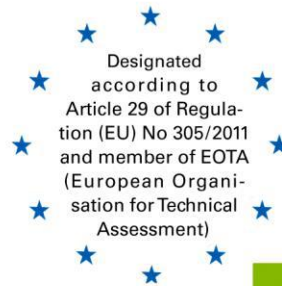 Designated
according to
Article 29 of Regula-
tion (EU) No 305/2011
and member of EOTA
(European Organi-
sation for Technical
Assessment)